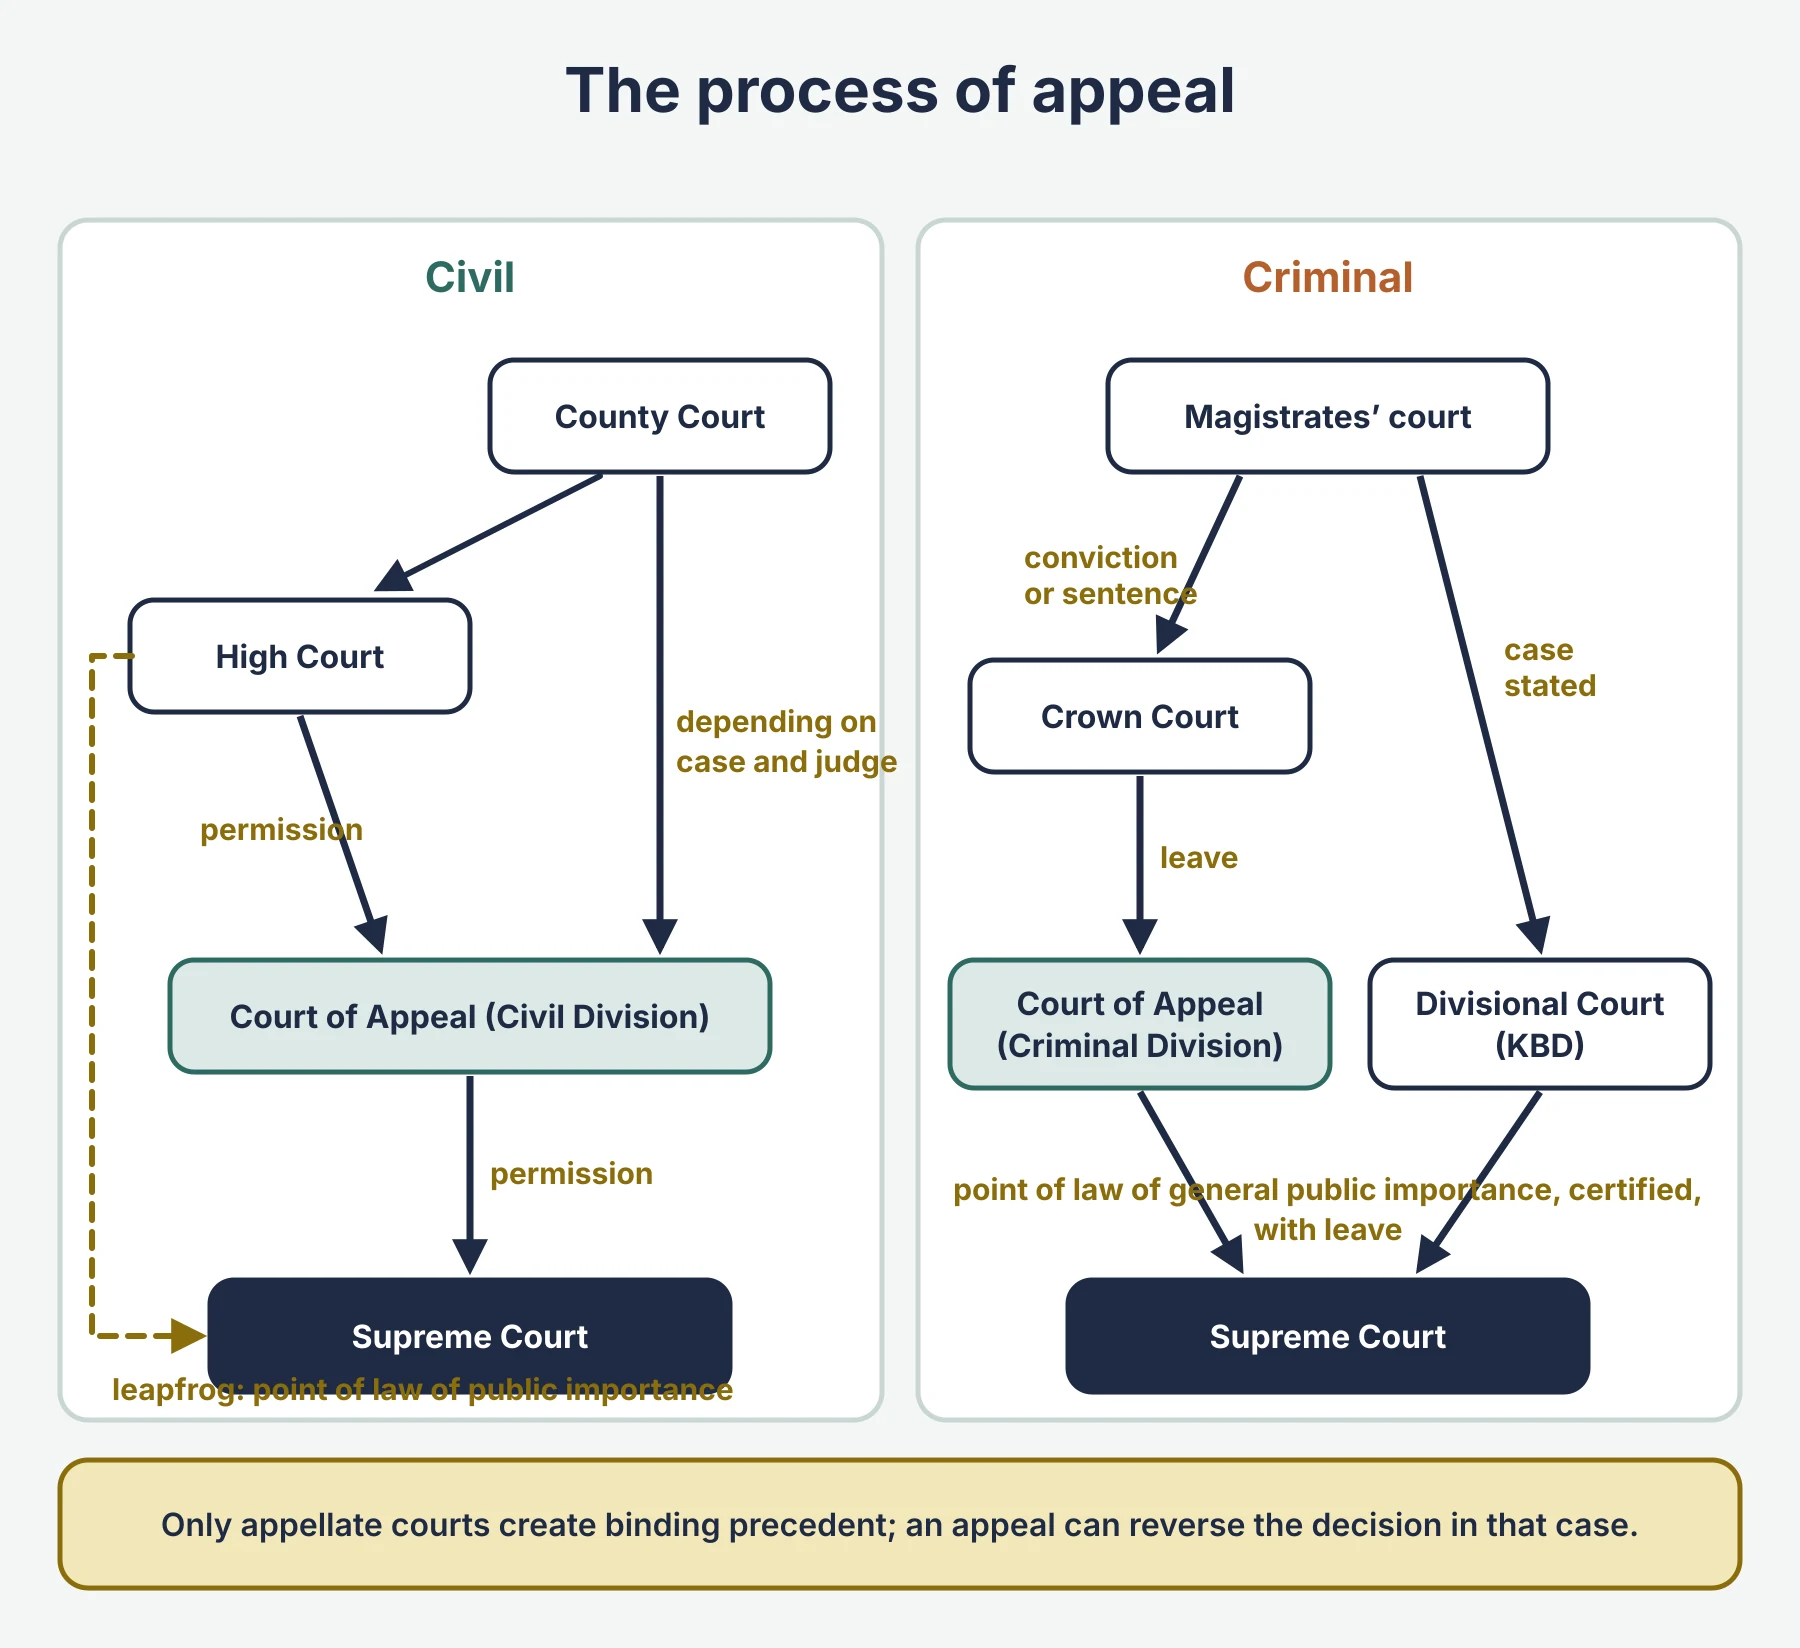 The process of appeal
Civil
County Court
High Court
depending on
case and judge
permission
Court of Appeal (Civil Division)
permission
Supreme Court
leapfrog: point of law of public importance
Criminal
Magistrates’ court
conviction
or sentence
case
stated
Crown Court
leave
Court of Appeal
(Criminal Division)
Divisional Court
(KBD)
point of law of general public importance, certified,
with leave
Supreme Court
Only appellate courts create binding precedent; an appeal can reverse the decision in that case.